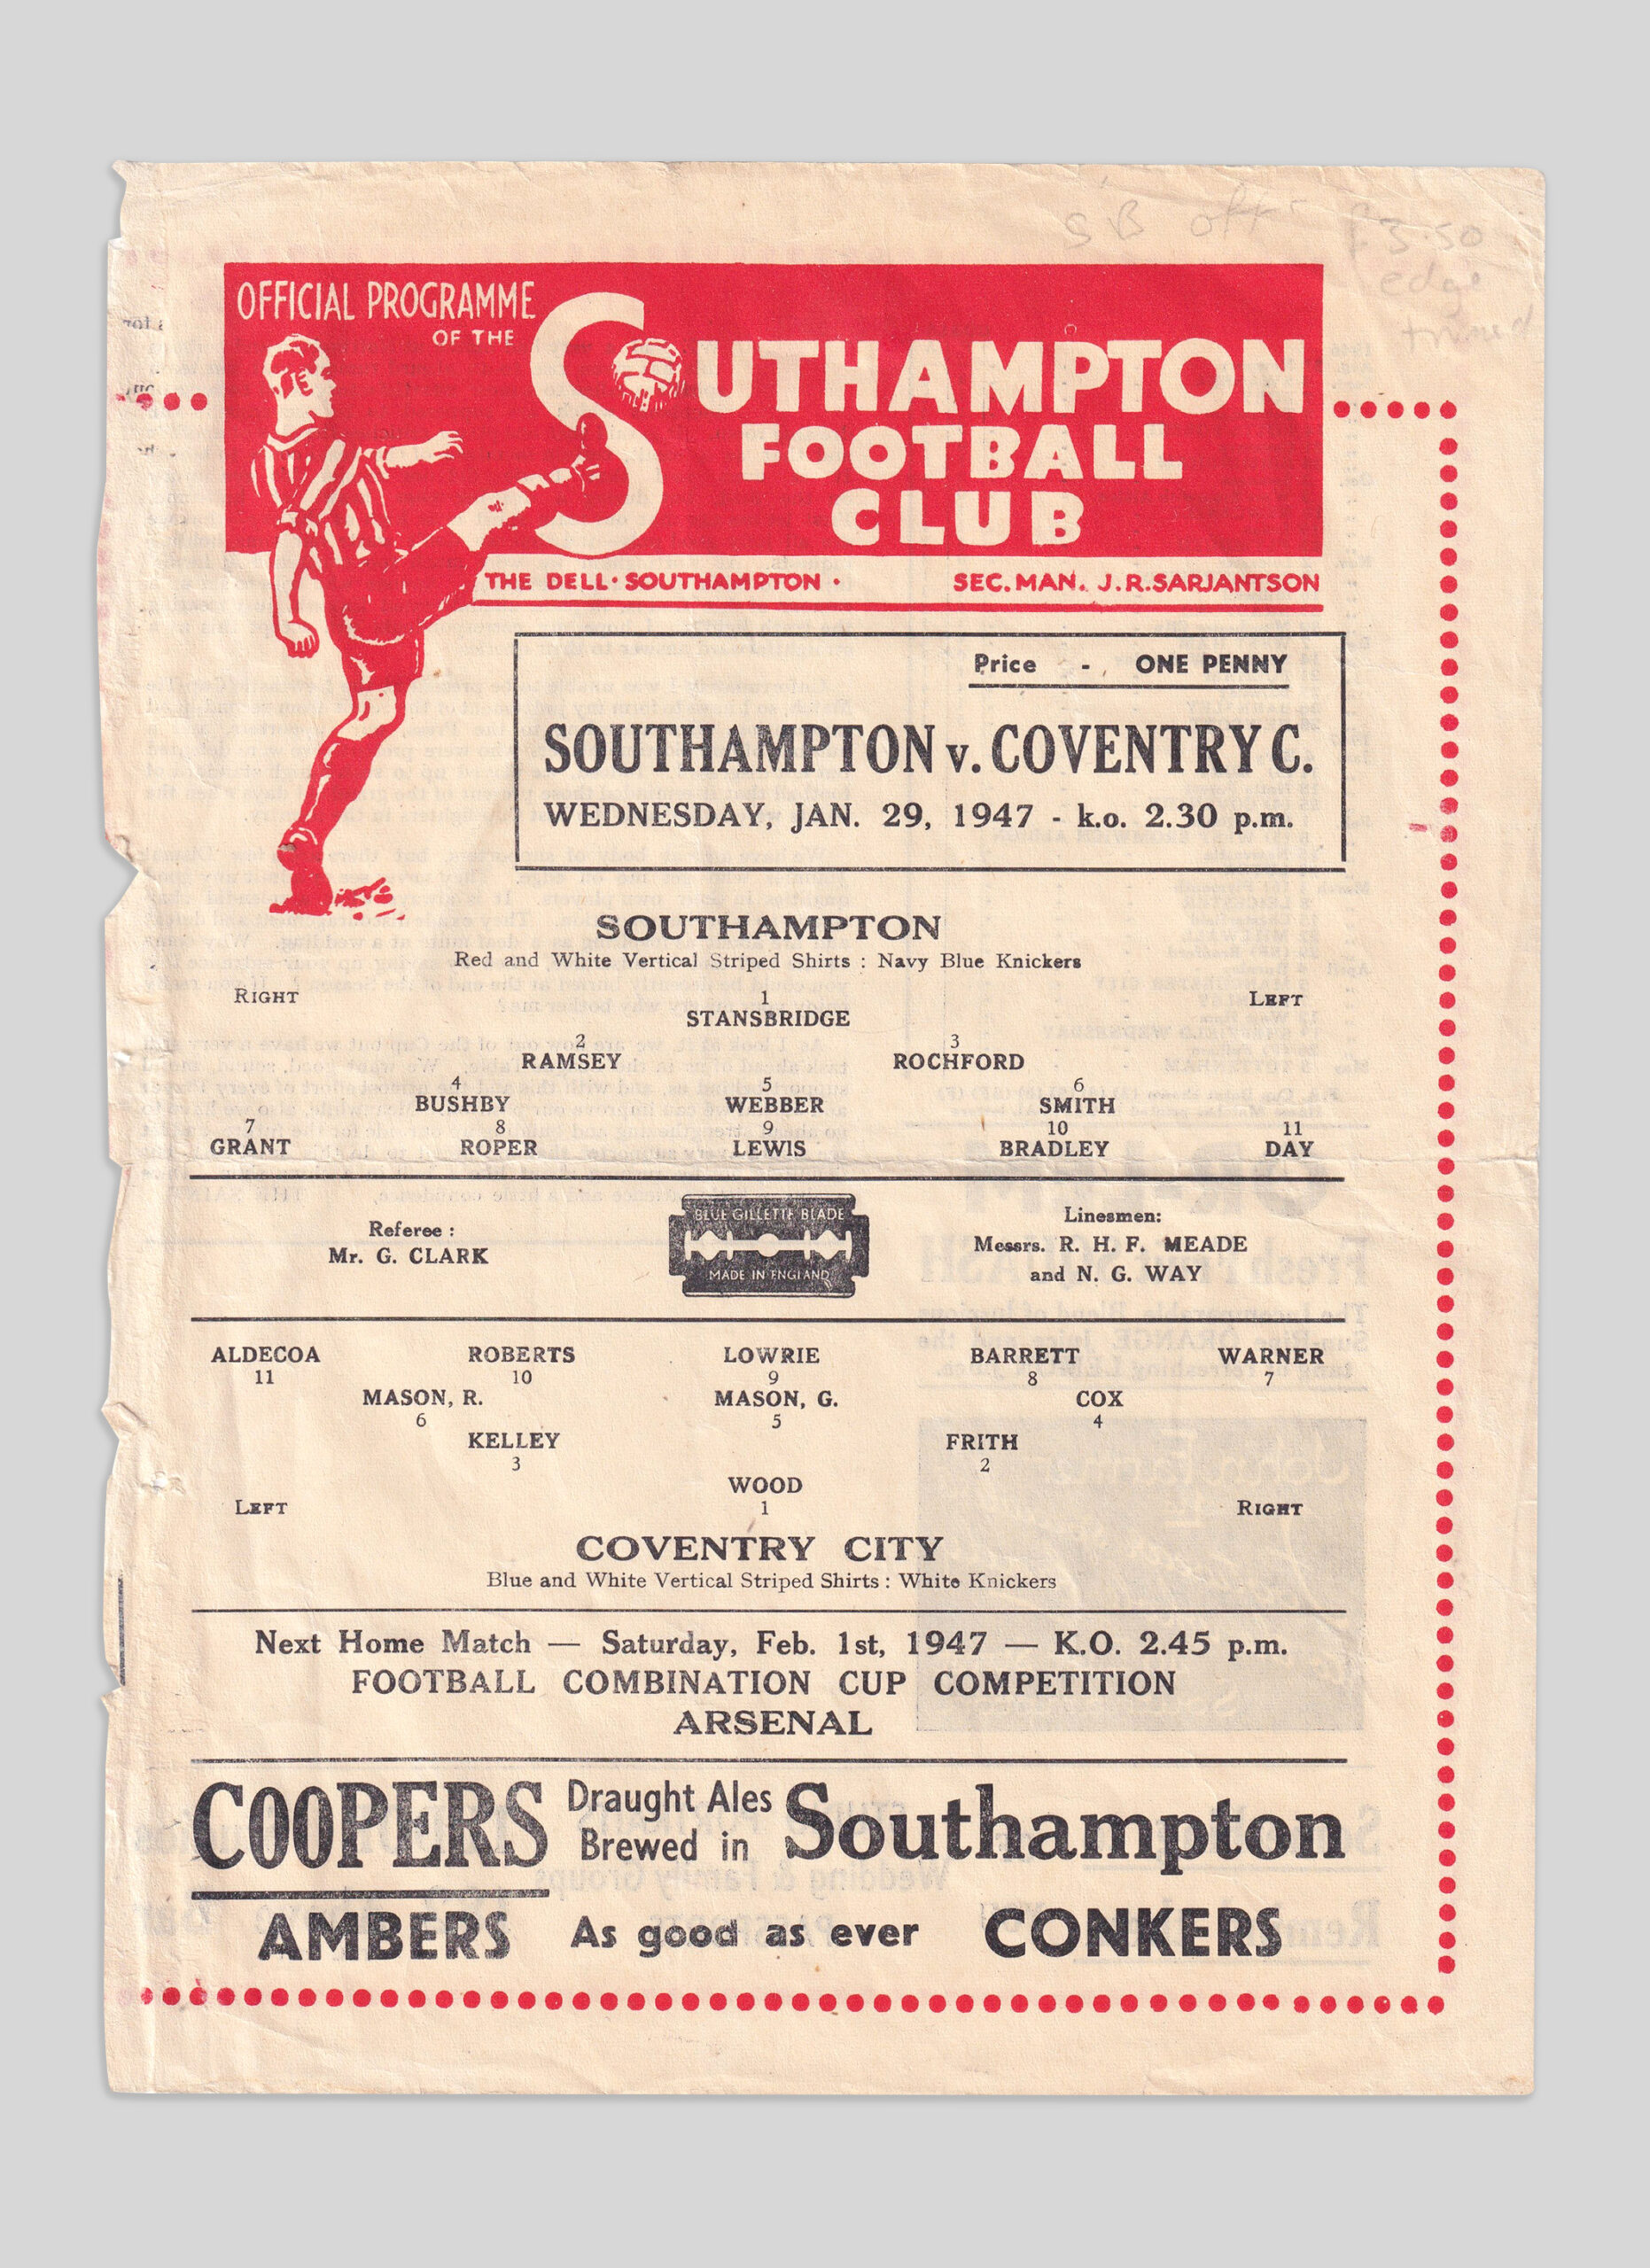 SB off £3.50
edge
OFFICIAL PROGRAMME
OF THE
SOUTHAMPTON
FOOTBALL
CLUB
THE DELL · SOUTHAMPTON · SEC. MAN. J.R.SARJANTSON
Price - ONE PENNY
SOUTHAMPTON v. COVENTRY C.
WEDNESDAY, JAN. 29, 1947 - k.o. 2.30 p.m.
SOUTHAMPTON
Red and White Vertical Striped Shirts : Navy Blue Knickers
RIGHT 1 LEFT
STANSBRIDGE
2 3
RAMSEY ROCHFORD
4 5 6
BUSHBY WEBBER SMITH
7 8 9 10 11
GRANT ROPER LEWIS BRADLEY DAY
Referee :
Mr. G. CLARK
BLUE GILLETTE BLADE
MADE IN ENGLAND
Linesmen:
Messrs. R. H. F. MEADE
and N. G. WAY
ALDECOA ROBERTS LOWRIE BARRETT WARNER
11 10 9 8 7
MASON, R. MASON, G. COX
6 5 4
KELLEY FRITH
3 2
WOOD
LEFT 1 RIGHT
COVENTRY CITY
Blue and White Vertical Striped Shirts : White Knickers
Next Home Match — Saturday, Feb. 1st, 1947 — K.O. 2.45 p.m.
FOOTBALL COMBINATION CUP COMPETITION
ARSENAL
COOPERS Draught Ales Brewed in Southampton
AMBERS As good as ever CONKERS